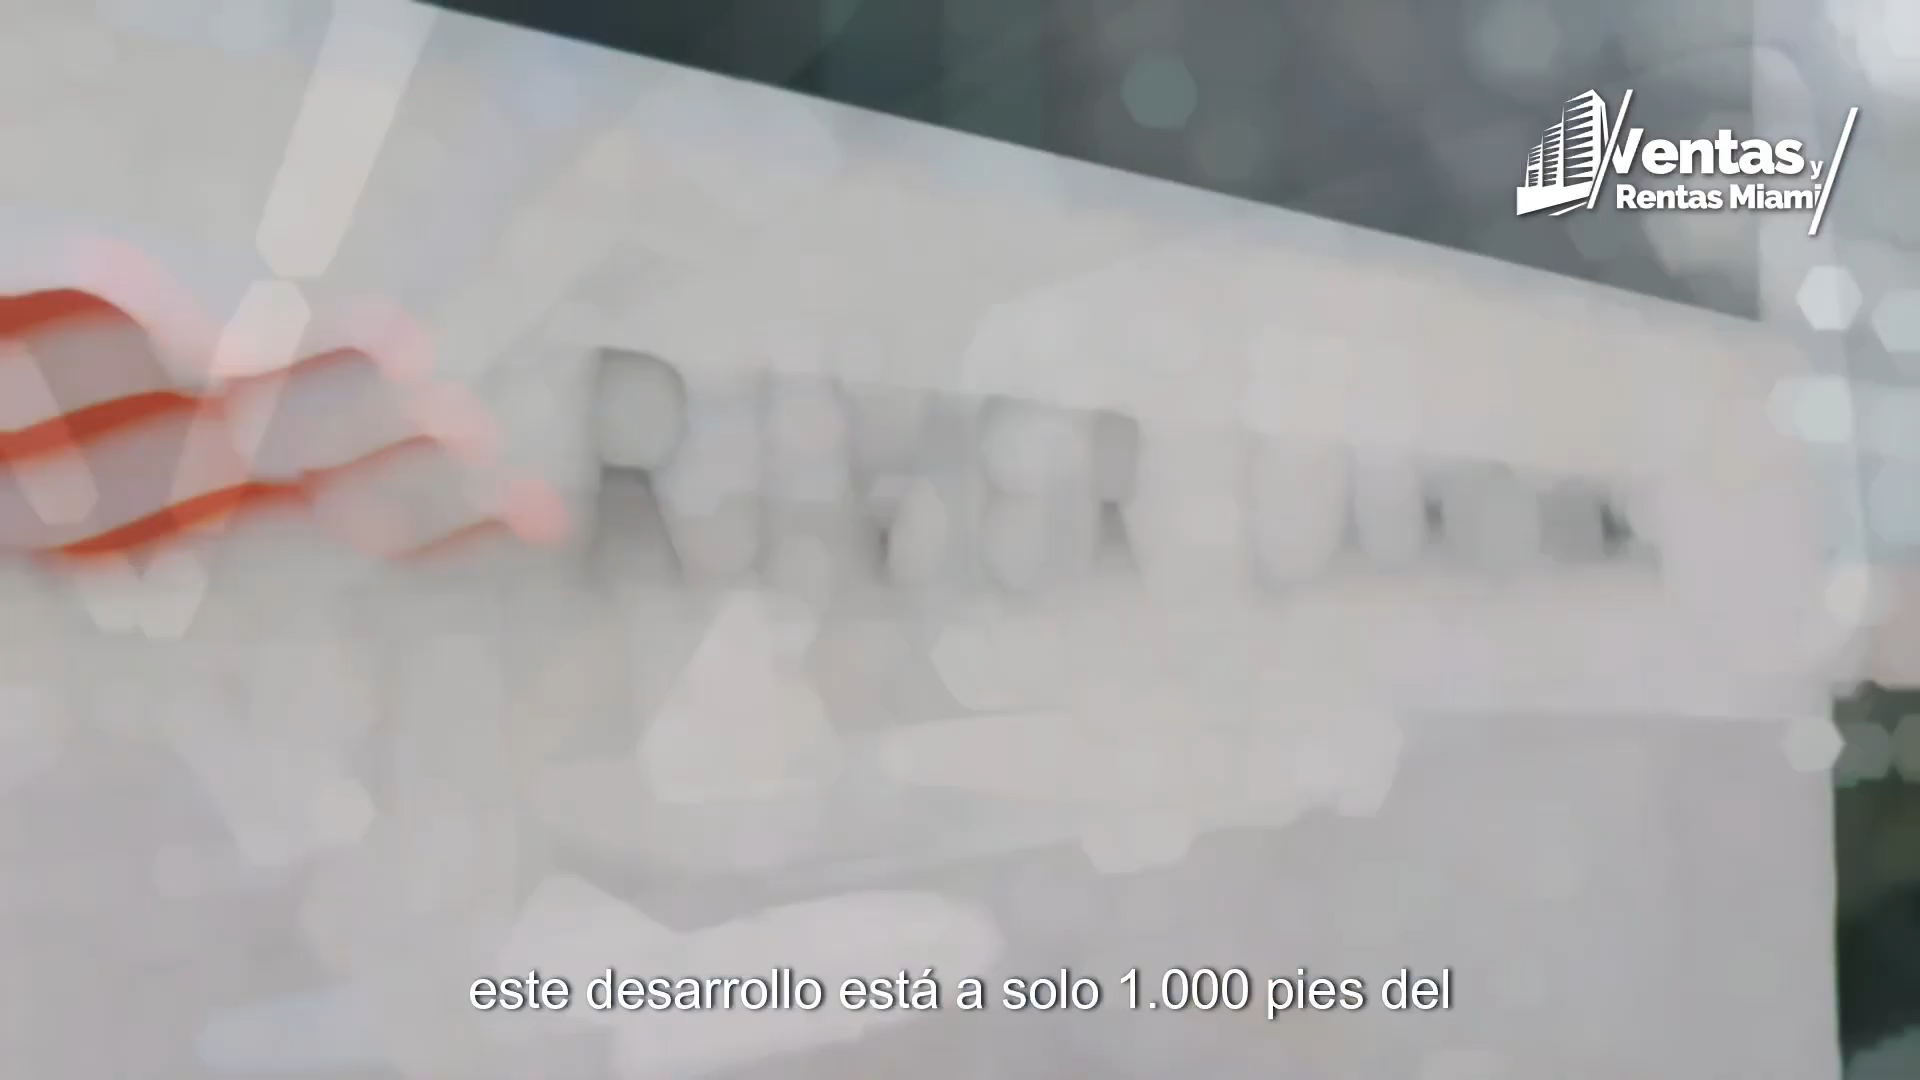 Ventas y
Rentas Miami
este desarrollo está a solo 1.000 pies del